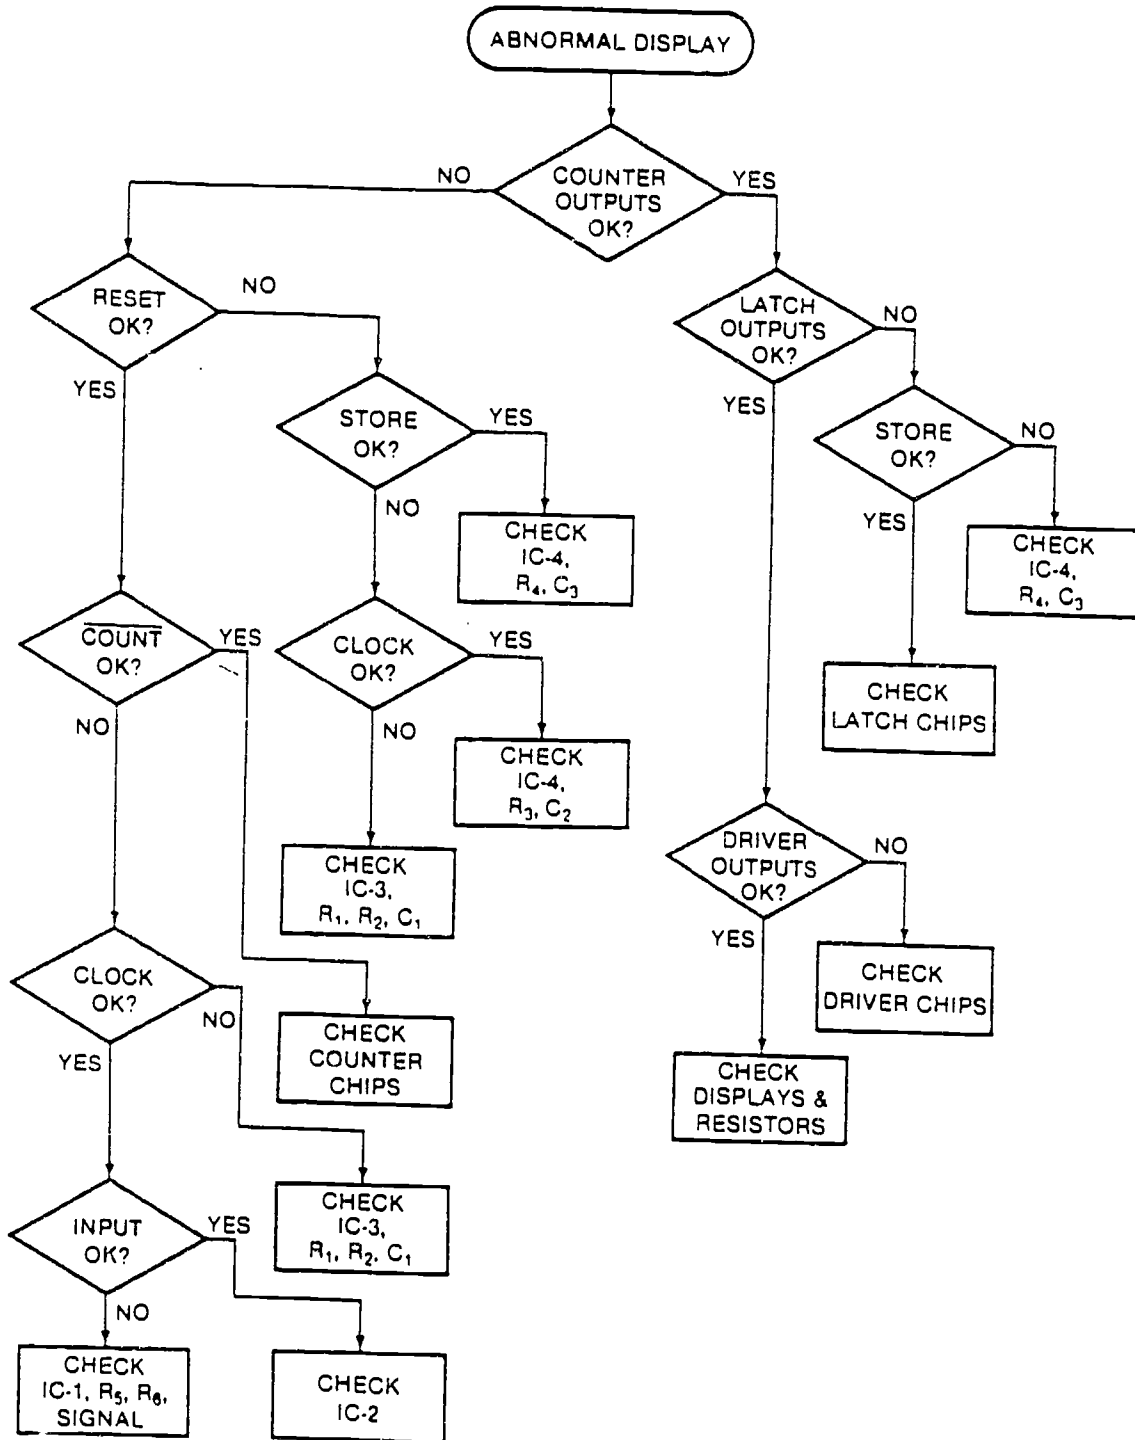 ABNORMAL DISPLAY
COUNTER
OUTPUTS
OK?
NO
YES
RESET
OK?
NO
YES
LATCH
OUTPUTS
OK?
NO
YES
STORE
OK?
YES
NO
CHECK
IC-4,
R₄, C₃
STORE
OK?
NO
YES
CHECK
IC-4,
R₄, C₃
CHECK
LATCH CHIPS
C̅O̅U̅N̅T̅
OK?
YES
NO
CLOCK
OK?
YES
NO
CHECK
IC-4,
R₃, C₂
CHECK
IC-3,
R₁, R₂, C₁
DRIVER
OUTPUTS
OK?
NO
YES
CHECK
DRIVER CHIPS
CHECK
DISPLAYS &
RESISTORS
CLOCK
OK?
NO
YES
CHECK
COUNTER
CHIPS
CHECK
IC-3,
R₁, R₂, C₁
INPUT
OK?
YES
NO
CHECK
IC-1, R₅, R₆,
SIGNAL
CHECK
IC-2